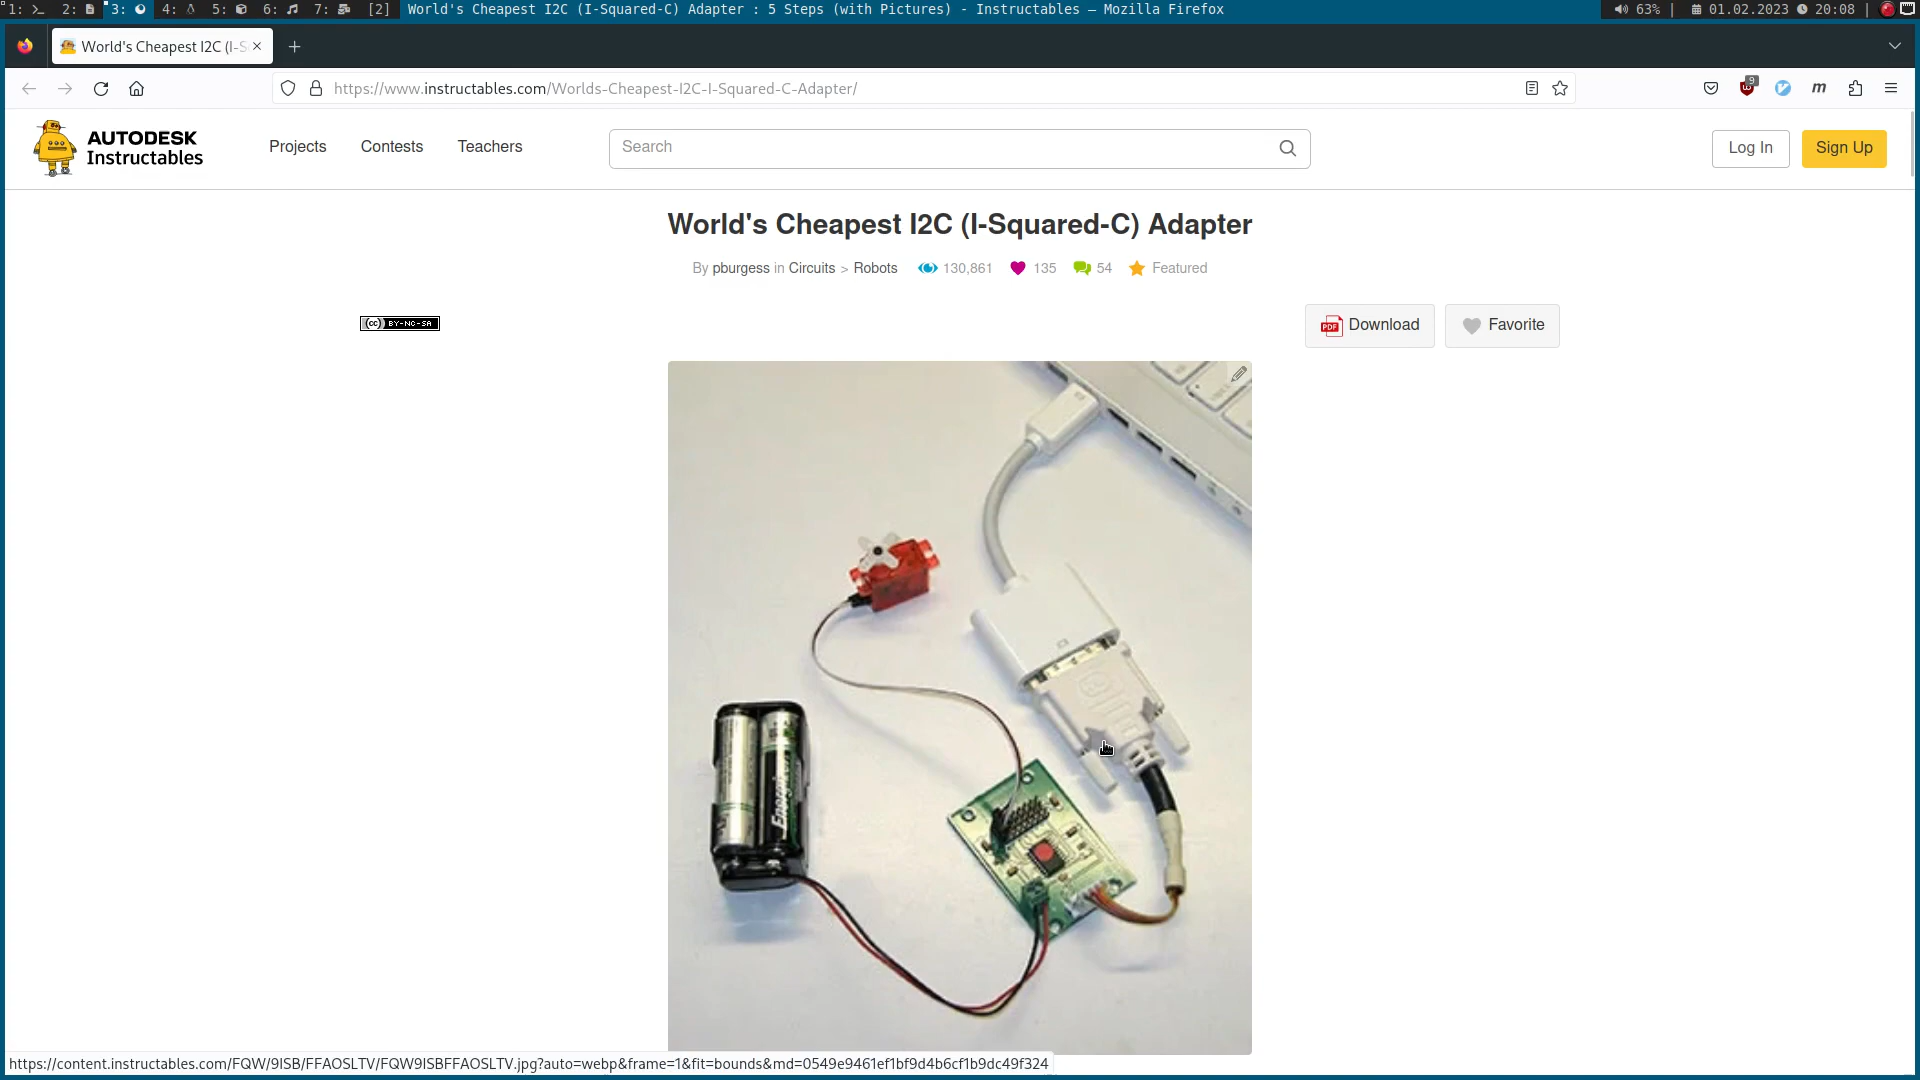 1: 2: 3: 4: 5: 6: 7: [2] World's Cheapest I2C (I-Squared-C) Adapter : 5 Steps (with Pictures) - Instructables — Mozilla Firefox 63% | 01.02.2023 20:08 |
World's Cheapest I2C (I-S
https://www.instructables.com/Worlds-Cheapest-I2C-I-Squared-C-Adapter/ 9 m
AUTODESK
Instructables
Projects Contests Teachers Search Log In Sign Up
World's Cheapest I2C (I-Squared-C) Adapter
By pburgess in Circuits > Robots 130,861 135 54 Featured
cc BY-NC-SA PDF Download Favorite
Energizer
https://content.instructables.com/FQW/9ISB/FFAOSLTV/FQW9ISBFFAOSLTV.jpg?auto=webp&frame=1&fit=bounds&md=0549e9461ef1bf9d4b6cf1b9dc49f324